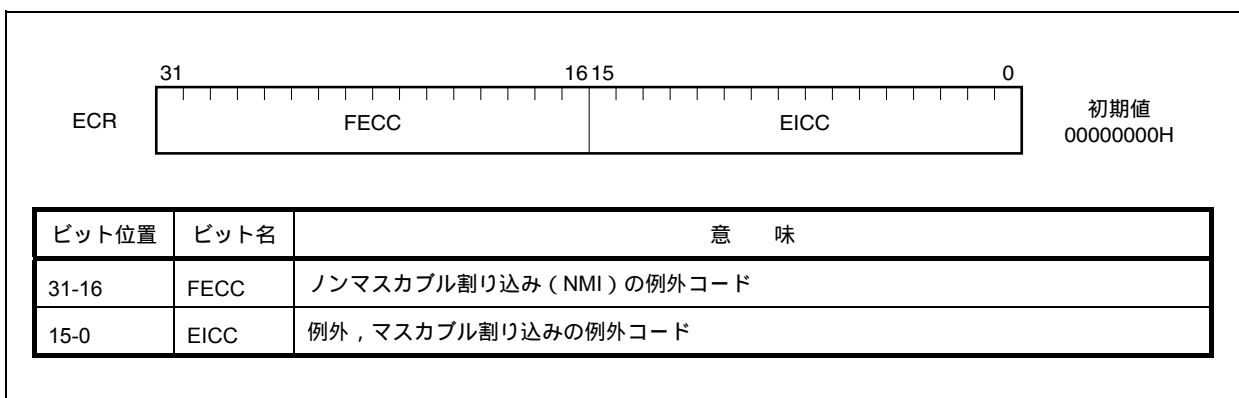 31 16 15 0
ECR FECC EICC 初期値
00000000H
ビット位置 ビット名 意 味
31-16 FECC ノンマスカブル割り込み（NMI）の例外コード
15-0 EICC 例外，マスカブル割り込みの例外コード